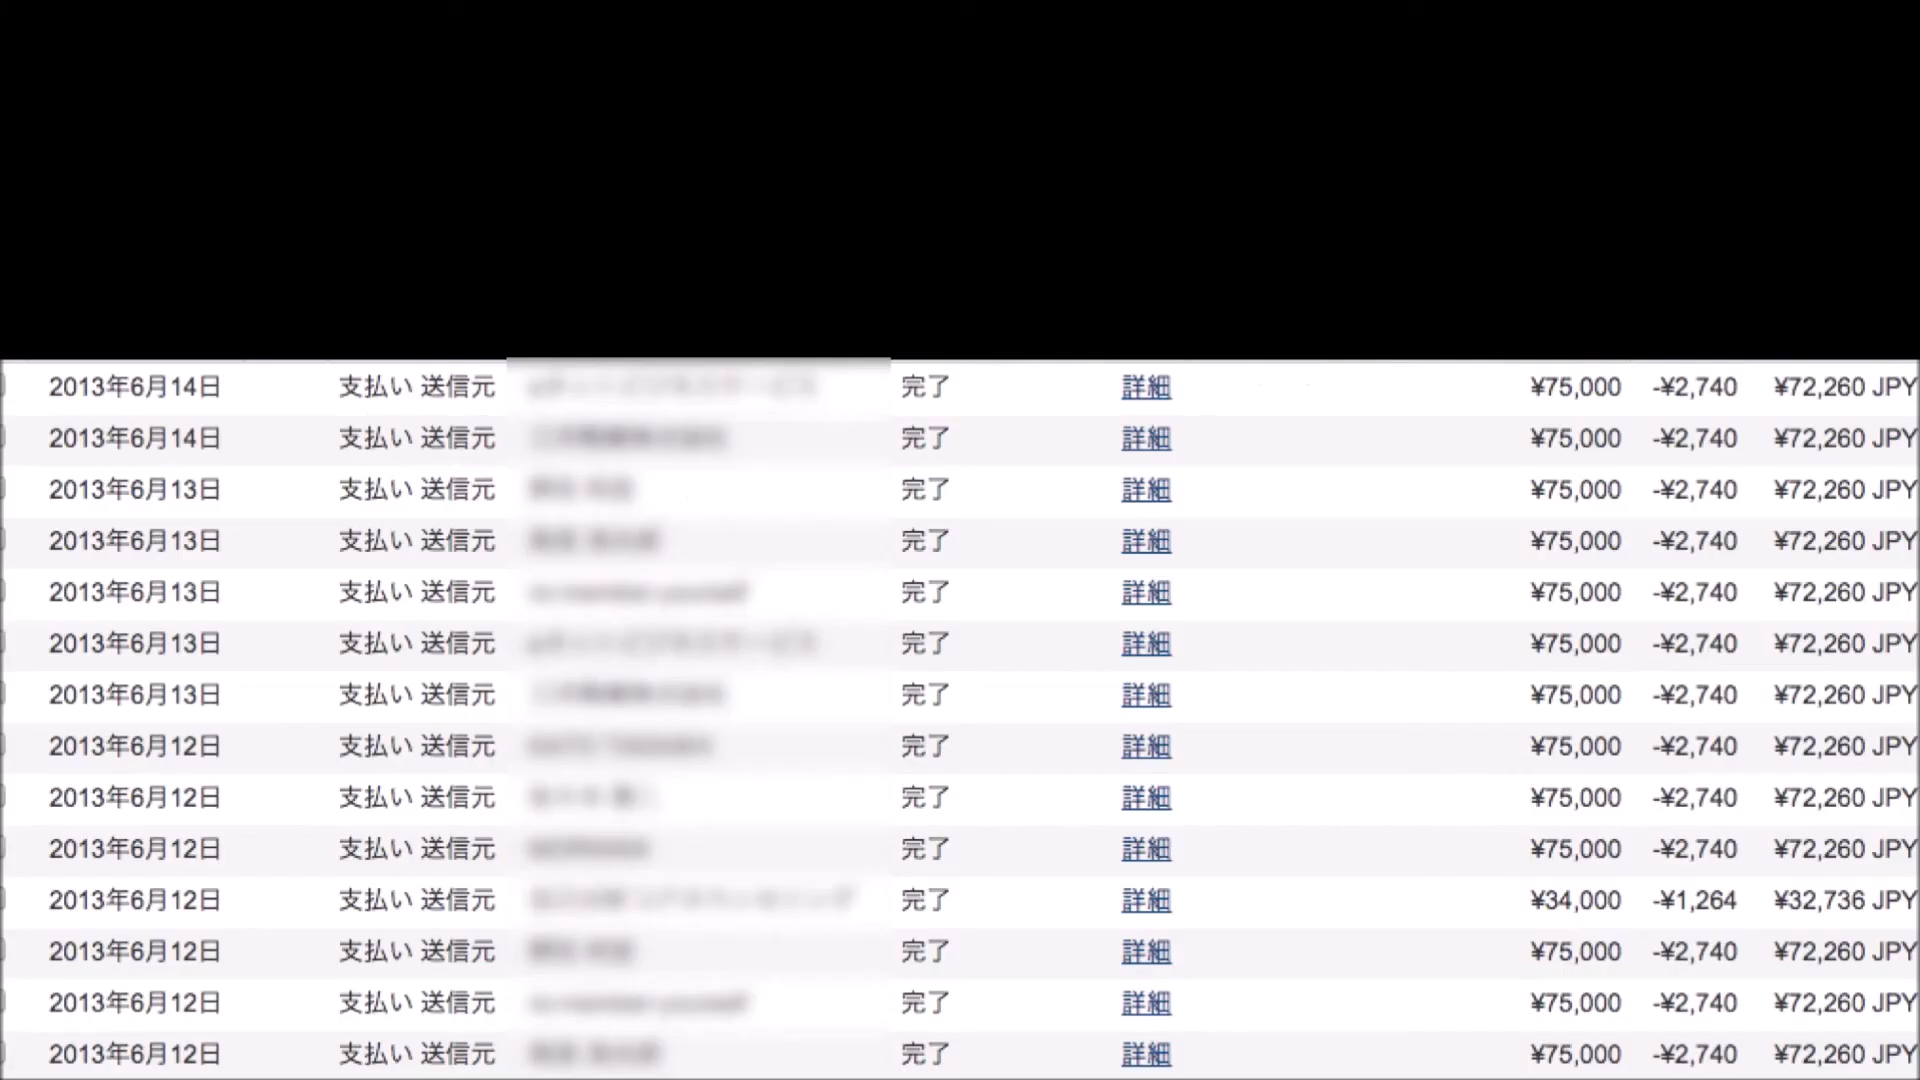 2013年6月14日 支払い 送信元 完了 詳細 ¥75,000 -¥2,740 ¥72,260 JPY
2013年6月14日 支払い 送信元 完了 詳細 ¥75,000 -¥2,740 ¥72,260 JPY
2013年6月13日 支払い 送信元 完了 詳細 ¥75,000 -¥2,740 ¥72,260 JPY
2013年6月13日 支払い 送信元 完了 詳細 ¥75,000 -¥2,740 ¥72,260 JPY
2013年6月13日 支払い 送信元 完了 詳細 ¥75,000 -¥2,740 ¥72,260 JPY
2013年6月13日 支払い 送信元 完了 詳細 ¥75,000 -¥2,740 ¥72,260 JPY
2013年6月13日 支払い 送信元 完了 詳細 ¥75,000 -¥2,740 ¥72,260 JPY
2013年6月12日 支払い 送信元 完了 詳細 ¥75,000 -¥2,740 ¥72,260 JPY
2013年6月12日 支払い 送信元 完了 詳細 ¥75,000 -¥2,740 ¥72,260 JPY
2013年6月12日 支払い 送信元 完了 詳細 ¥75,000 -¥2,740 ¥72,260 JPY
2013年6月12日 支払い 送信元 完了 詳細 ¥34,000 -¥1,264 ¥32,736 JPY
2013年6月12日 支払い 送信元 完了 詳細 ¥75,000 -¥2,740 ¥72,260 JPY
2013年6月12日 支払い 送信元 完了 詳細 ¥75,000 -¥2,740 ¥72,260 JPY
2013年6月12日 支払い 送信元 完了 詳細 ¥75,000 -¥2,740 ¥72,260 JPY